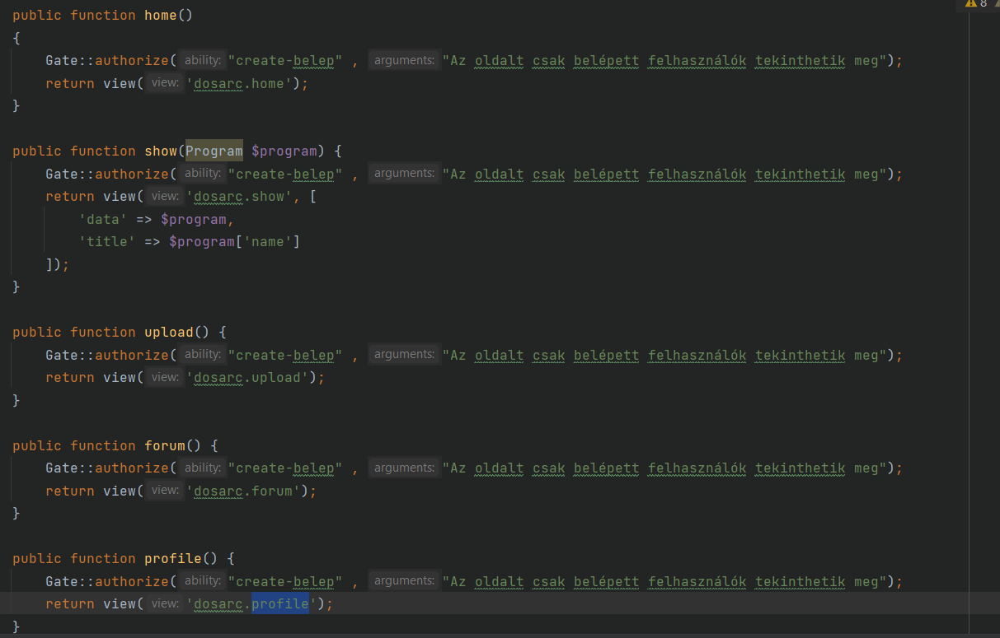 8
public function home()
{
Gate::authorize( ability: "create-belep" , arguments: "Az oldalt csak belépett felhasználók tekinthetik meg");
return view( view: 'dosarc.home');
}
public function show(Program $program) {
Gate::authorize( ability: "create-belep" , arguments: "Az oldalt csak belépett felhasználók tekinthetik meg");
return view( view: 'dosarc.show', [
'data' => $program,
'title' => $program['name']
]);
}
public function upload() {
Gate::authorize( ability: "create-belep" , arguments: "Az oldalt csak belépett felhasználók tekinthetik meg");
return view( view: 'dosarc.upload');
}
public function forum() {
Gate::authorize( ability: "create-belep" , arguments: "Az oldalt csak belépett felhasználók tekinthetik meg");
return view( view: 'dosarc.forum');
}
public function profile() {
Gate::authorize( ability: "create-belep" , arguments: "Az oldalt csak belépett felhasználók tekinthetik meg");
return view( view: 'dosarc.profile');
}